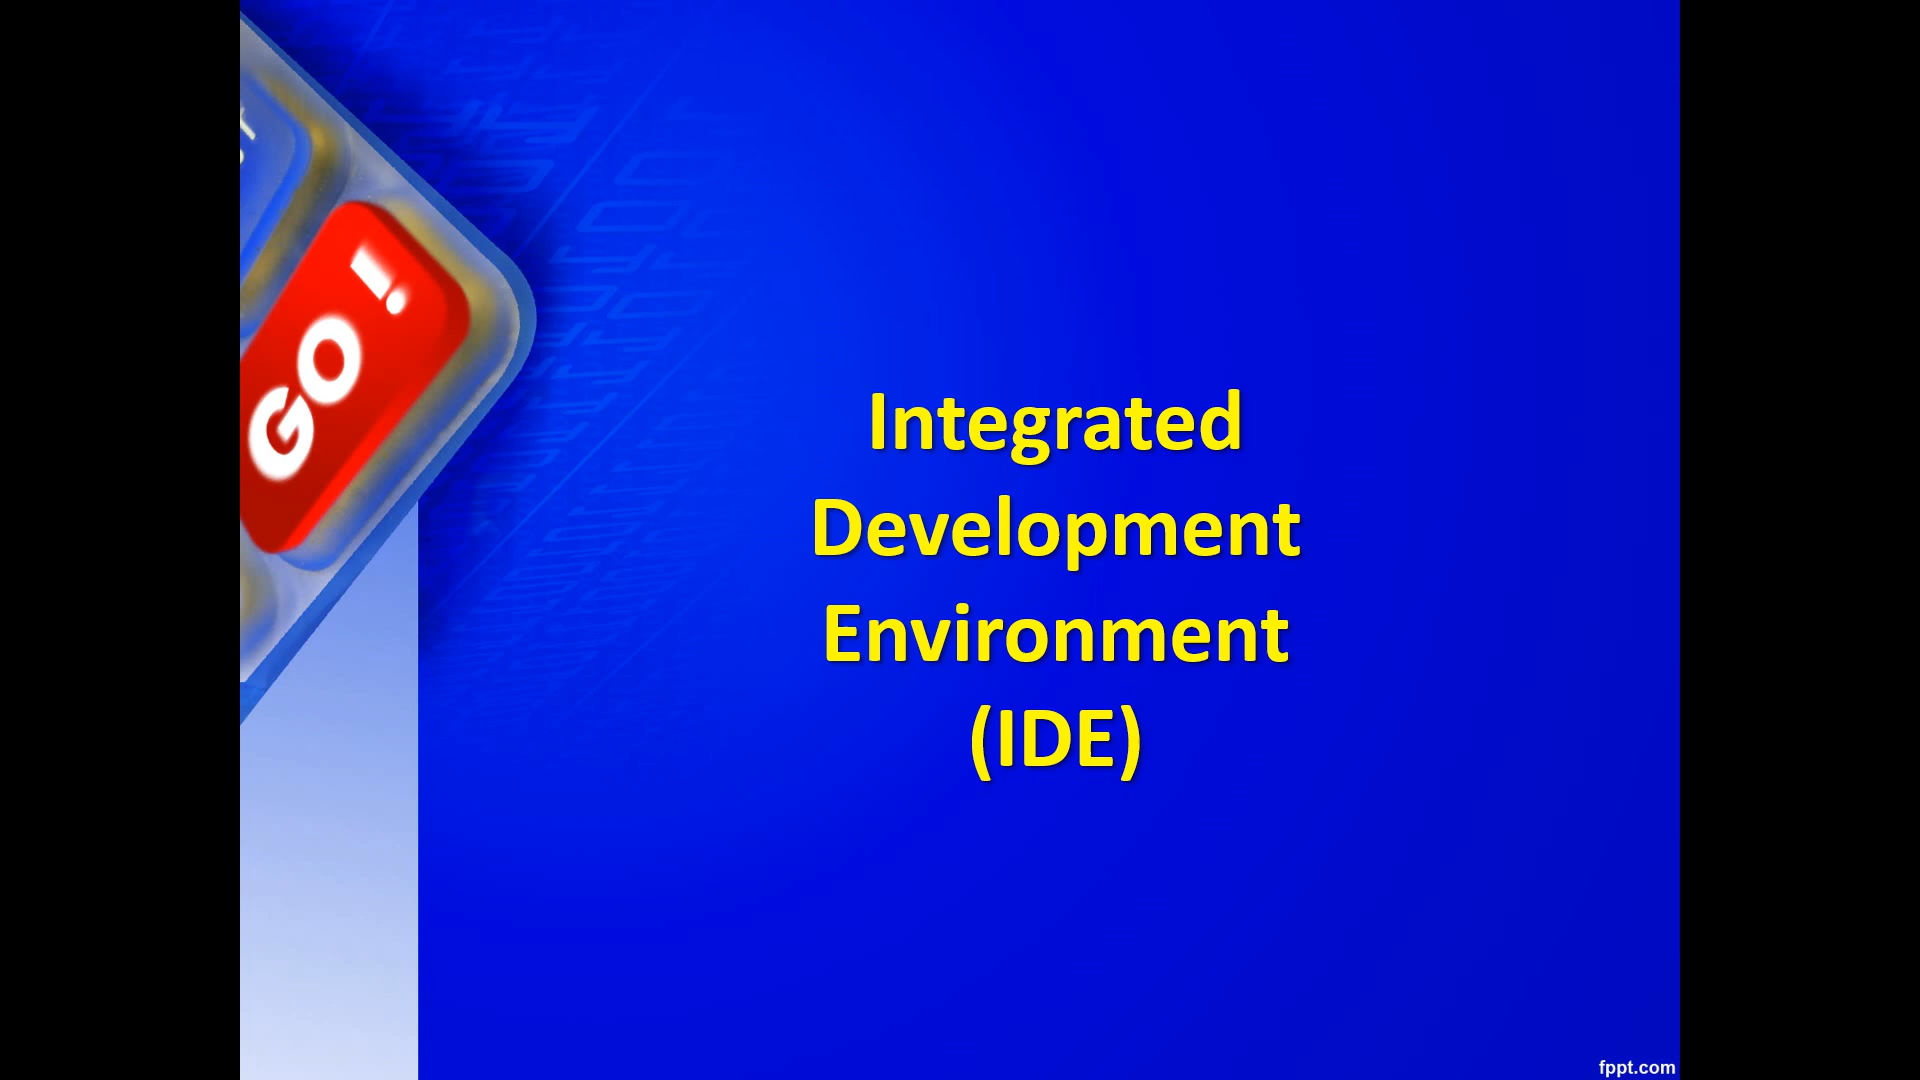 GO !
Integrated
Development
Environment
(IDE)
fppt.com